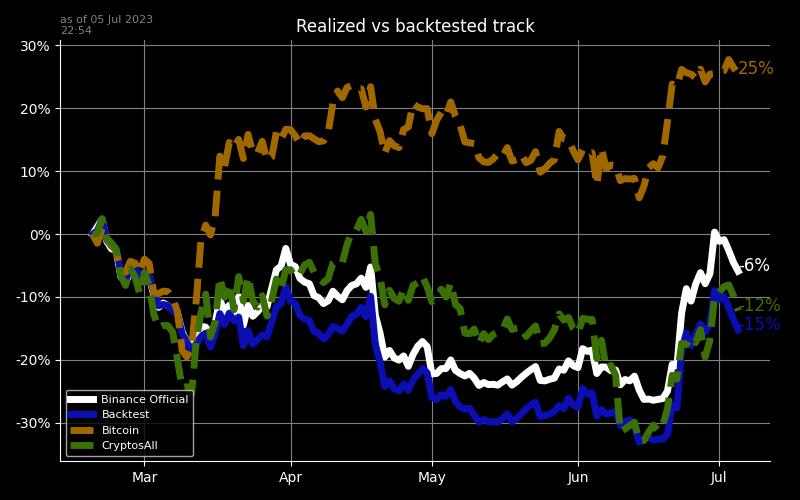 as of 05 Jul 2023
22:54
Realized vs backtested track
30%
20%
10%
0%
-10%
-20%
-30%
25%
-6%
-12%
-15%
Binance Official
Backtest
Bitcoin
CryptosAll
Mar
Apr
May
Jun
Jul